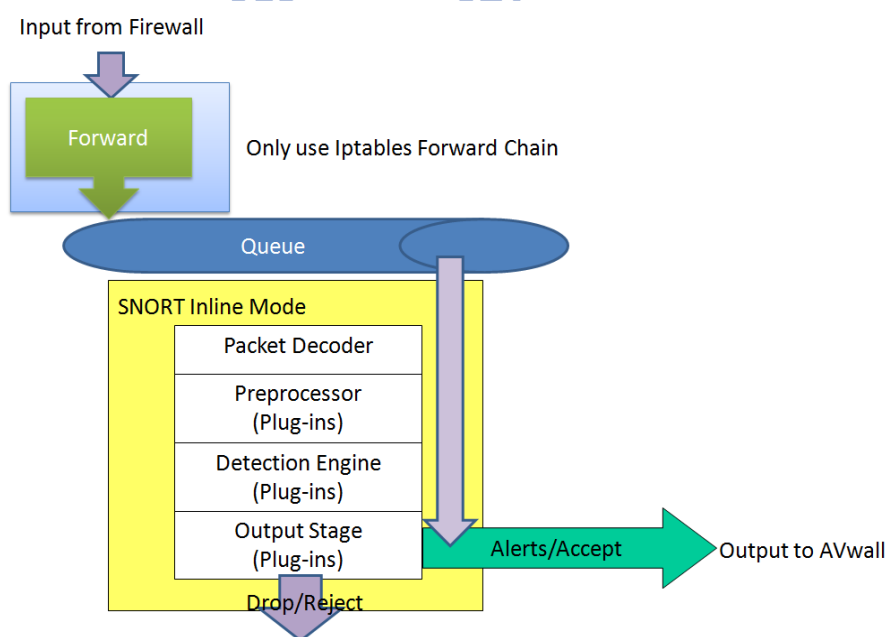 Input from Firewall
Forward
Only use Iptables Forward Chain
Queue
SNORT Inline Mode
Packet Decoder
Preprocessor
(Plug-ins)
Detection Engine
(Plug-ins)
Output Stage
(Plug-ins)
Alerts/Accept
Output to AVwall
Drop/Reject